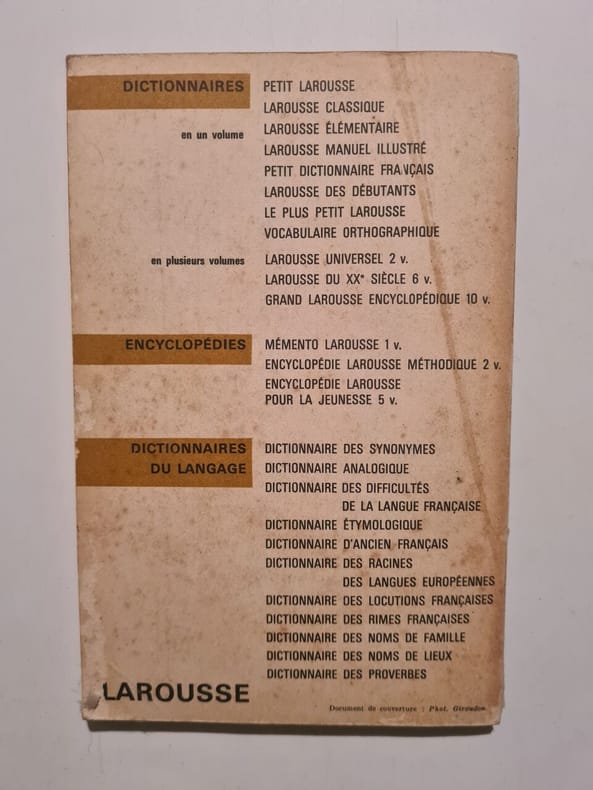 DICTIONNAIRES
en un volume
PETIT LAROUSSE
LAROUSSE CLASSIQUE
LAROUSSE ÉLÉMENTAIRE
LAROUSSE MANUEL ILLUSTRÉ
PETIT DICTIONNAIRE FRANÇAIS
LAROUSSE DES DÉBUTANTS
LE PLUS PETIT LAROUSSE
VOCABULAIRE ORTHOGRAPHIQUE
en plusieurs volumes
LAROUSSE UNIVERSEL 2 v.
LAROUSSE DU XXe SIÈCLE 6 v.
GRAND LAROUSSE ENCYCLOPÉDIQUE 10 v.
ENCYCLOPÉDIES
MÉMENTO LAROUSSE 1 v.
ENCYCLOPÉDIE LAROUSSE MÉTHODIQUE 2 v.
ENCYCLOPÉDIE LAROUSSE
POUR LA JEUNESSE 5 v.
DICTIONNAIRES
DU LANGAGE
DICTIONNAIRE DES SYNONYMES
DICTIONNAIRE ANALOGIQUE
DICTIONNAIRE DES DIFFICULTÉS
DE LA LANGUE FRANÇAISE
DICTIONNAIRE ÉTYMOLOGIQUE
DICTIONNAIRE D'ANCIEN FRANÇAIS
DICTIONNAIRE DES RACINES
DES LANGUES EUROPÉENNES
DICTIONNAIRE DES LOCUTIONS FRANÇAISES
DICTIONNAIRE DES RIMES FRANÇAISES
DICTIONNAIRE DES NOMS DE FAMILLE
DICTIONNAIRE DES NOMS DE LIEUX
DICTIONNAIRE DES PROVERBES
LAROUSSE
Document de couverture : Phot. Giraudon